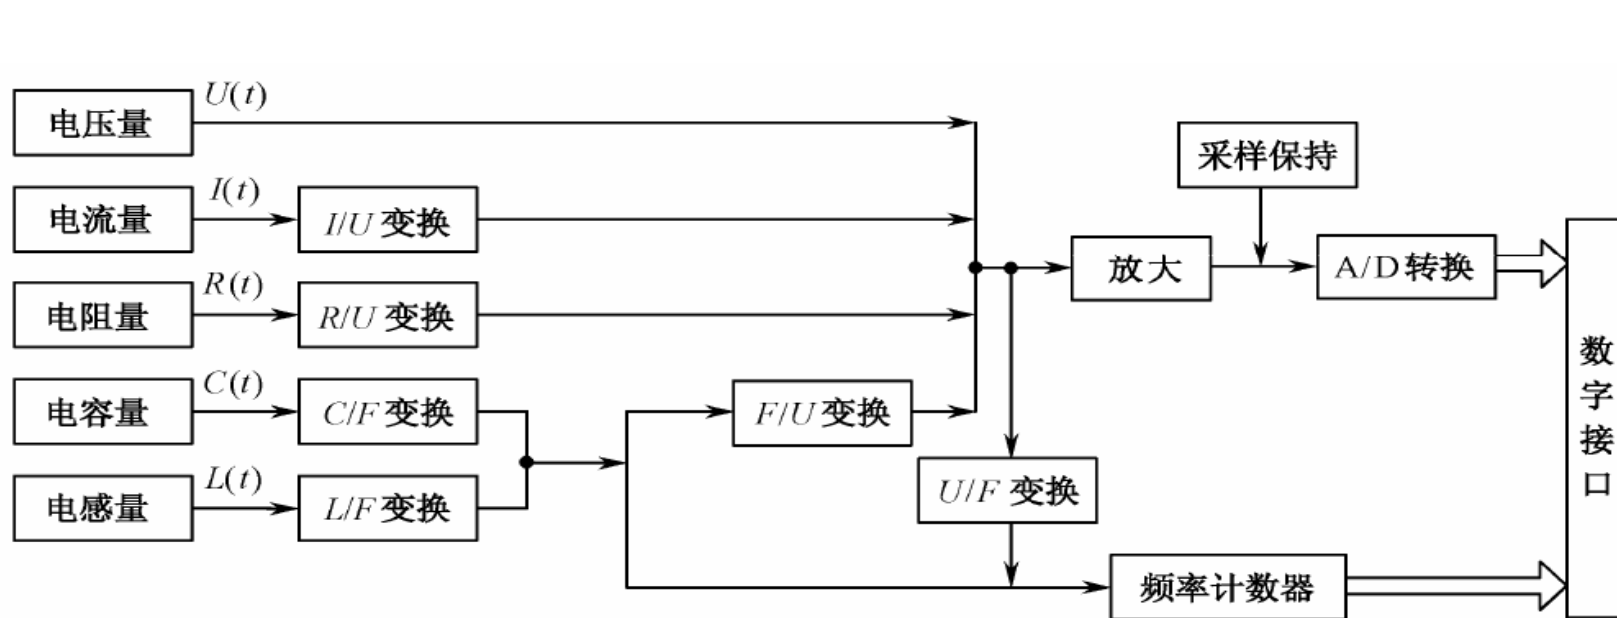 电压量
U(t)
采样保持
电流量
I(t)
I/U 变换
放大
A/D转换
电阻量
R(t)
R/U 变换
电容量
C(t)
C/F 变换
F/U 变换
电感量
L(t)
L/F 变换
U/F 变换
频率计数器
数
字
接
口